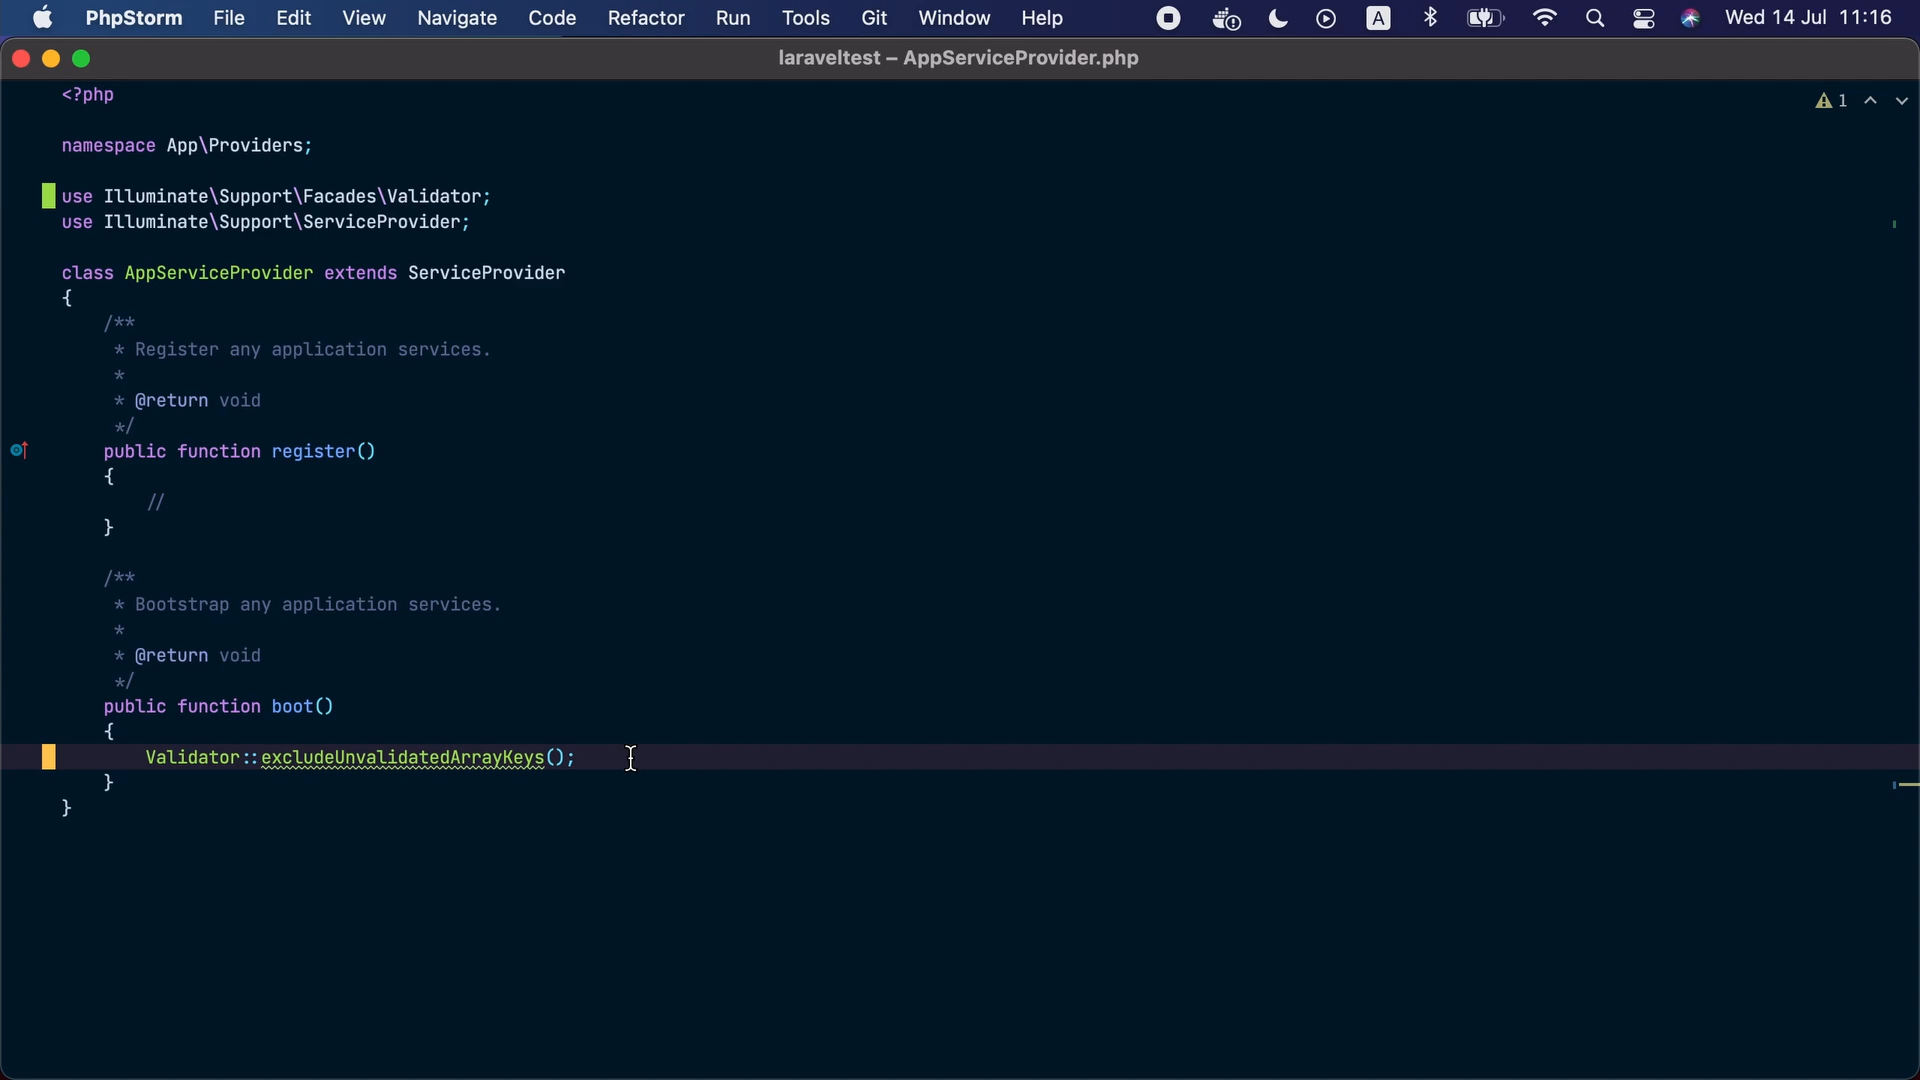 PhpStorm File Edit View Navigate Code Refactor Run Tools Git Window Help A Wed 14 Jul 11:16
laraveltest – AppServiceProvider.php
<?php
1
namespace App\Providers;
use Illuminate\Support\Facades\Validator;
use Illuminate\Support\ServiceProvider;
class AppServiceProvider extends ServiceProvider
{
/**
* Register any application services.
*
* @return void
*/
public function register()
{
//
}
/**
* Bootstrap any application services.
*
* @return void
*/
public function boot()
{
Validator::excludeUnvalidatedArrayKeys();
}
}